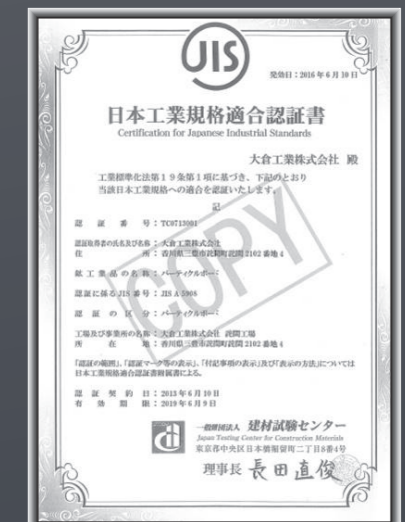 JIS
発効日：2016年6月10日
日本工業規格適合認証書
Certification for Japanese Industrial Standards
大倉工業株式会社 殿
工業標準化法第19条第1項に基づき、下記のとおり
当該日本工業規格への適合を認証いたします。
記
認証番号：TC0713001
認証取得者の氏名及び名称：大倉工業株式会社
住所：香川県三豊市詫間町詫間2102番地4
鉱工業品の名称：パーティクルボード
認証に係るJIS番号：JIS A 5908
認証の区分：パーティクルボード
工場及び事業所の名称：大倉工業株式会社 詫間工場
所在地：香川県三豊市詫間町詫間2102番地4
「認証の範囲」、「認証マーク等の表示」、「付記事項の表示」及び「表示の方法」については
日本工業規格適合認証書附属書による。
認証契約日：2013年6月10日
有効期限：2019年6月9日
COPY
一般財団法人 建材試験センター
Japan Testing Center for Construction Materials
東京都中央区日本橋堀留町二丁目8番4号
理事長 長田直俊